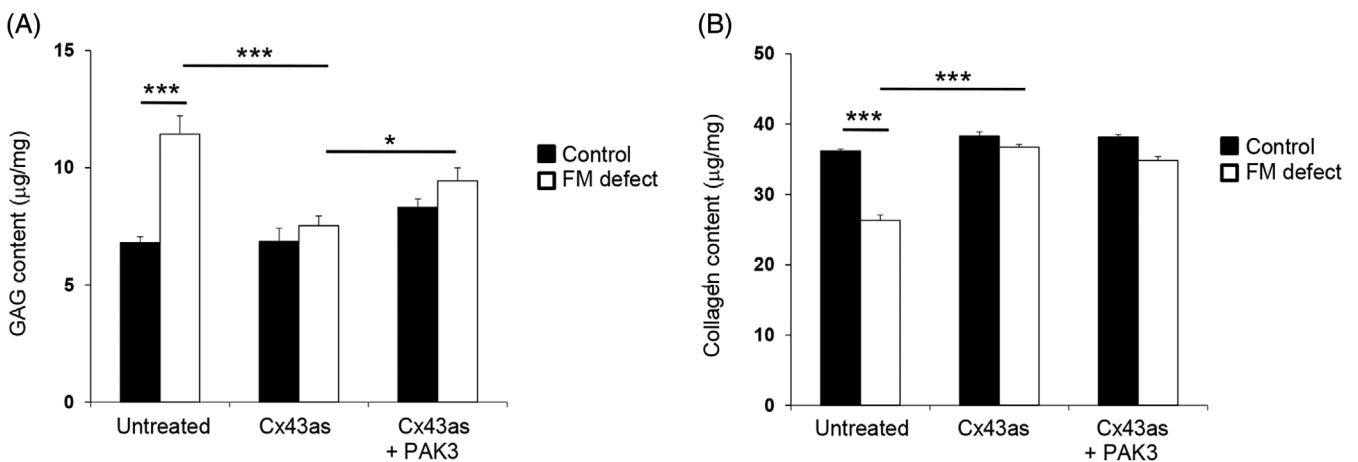 (A)
GAG content (µg/mg)
15
10
5
0
***
***
*
Untreated
Cx43as
Cx43as
+ PAK3
Control
FM defect
(B)
Collagen content (µg/mg)
50
40
30
20
10
0
***
***
Untreated
Cx43as
Cx43as
+ PAK3
Control
FM defect